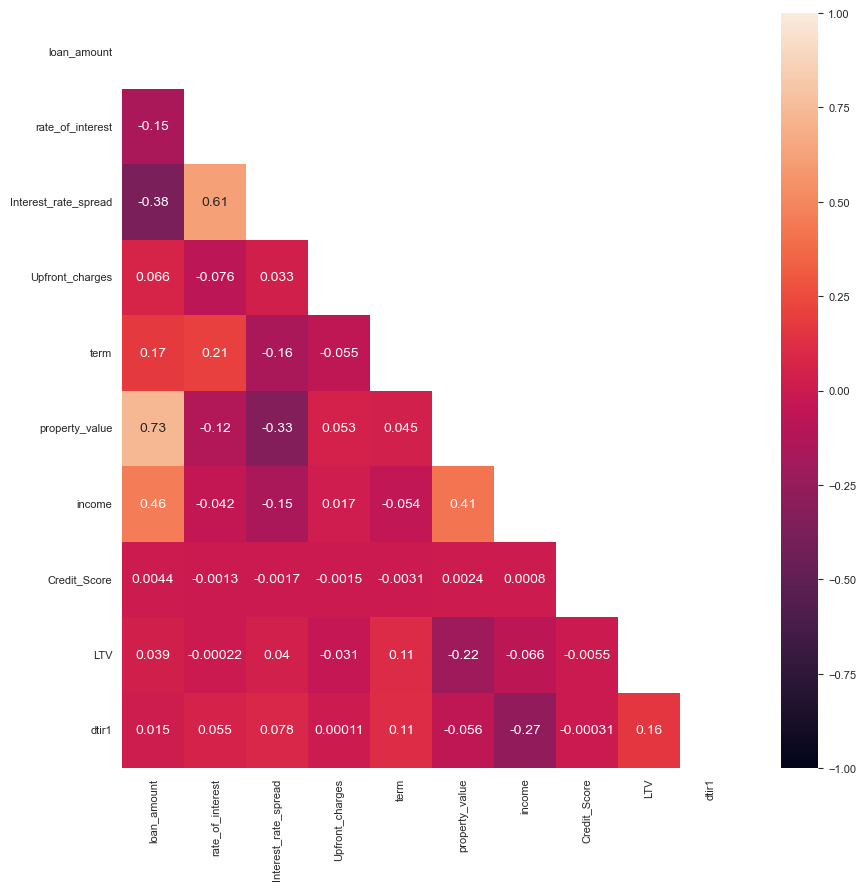 loan_amount
rate_of_interest -0.15
Interest_rate_spread -0.38 0.61
Upfront_charges 0.066 -0.076 0.033
term 0.17 0.21 -0.16 -0.055
property_value 0.73 -0.12 -0.33 0.053 0.045
income 0.46 -0.042 -0.15 0.017 -0.054 0.41
Credit_Score 0.0044 -0.0013 -0.0017 -0.0015 -0.0031 0.0024 0.0008
LTV 0.039 -0.00022 0.04 -0.031 0.11 -0.22 -0.066 -0.0055
dtir1 0.015 0.055 0.078 0.00011 0.11 -0.056 -0.27 -0.00031 0.16
loan_amount
rate_of_interest
Interest_rate_spread
Upfront_charges
term
property_value
income
Credit_Score
LTV
dtir1
1.00
0.75
0.50
0.25
0.00
−0.25
−0.50
−0.75
−1.00